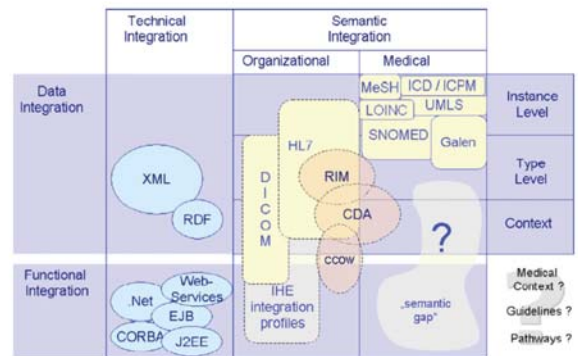 Technical
Integration
Semantic
Integration
Organizational
Medical
Data
Integration
Instance
Level
Type
Level
Context
MeSH
ICD / ICPM
LOINC
UMLS
SNOMED
Galen
HL7
DICOM
RIM
CDA
CCOW
XML
RDF
?
Functional
Integration
Web-
Services
.Net
EJB
CORBA
J2EE
IHE
integration
profiles
„semantic
gap“
?
Medical
Context ?
Guidelines ?
Pathways ?